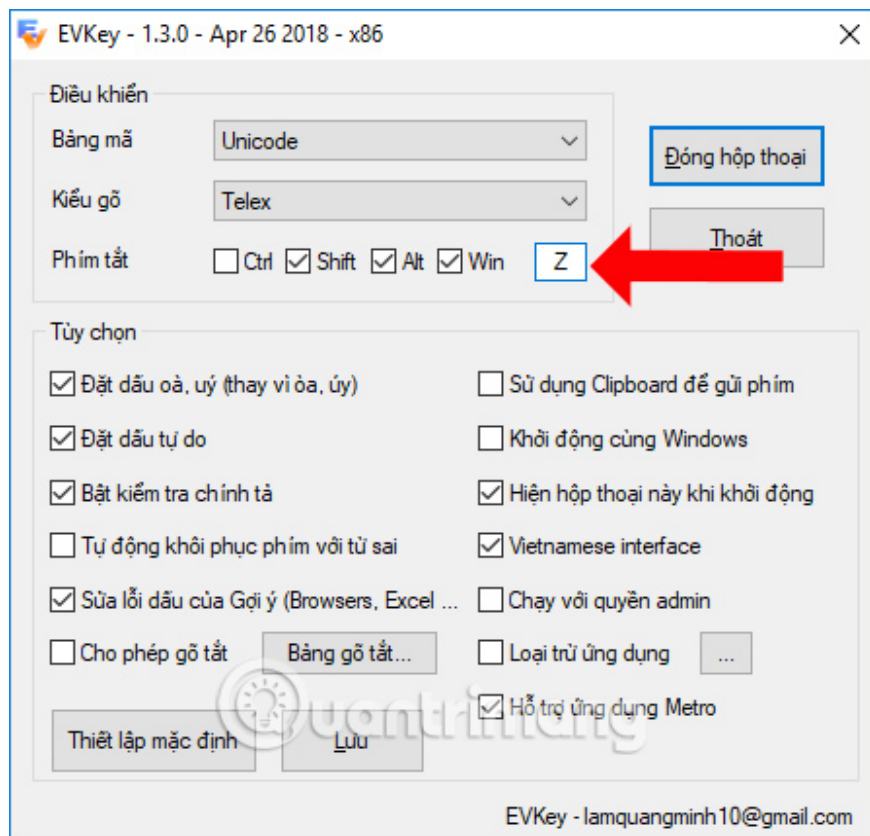 EVKey - 1.3.0 - Apr 26 2018 - x86
Điều khiển
Bảng mã Unicode
Đóng hộp thoại
Kiểu gõ Telex
Thoát
Phím tắt Ctrl Shift Alt Win Z
Tùy chọn
Đặt dấu oà, uý (thay vì òa, úy) Sử dụng Clipboard để gửi phím
Đặt dấu tự do Khởi động cùng Windows
Bật kiểm tra chính tả Hiện hộp thoại này khi khởi động
Tự động khôi phục phím với từ sai Vietnamese interface
Sửa lỗi dấu của Gợi ý (Browsers, Excel ... Chạy với quyền admin
Cho phép gõ tắt Bảng gõ tắt... Loại trừ ứng dụng ...
Hỗ trợ ứng dụng Metro
Quantrimang
Thiết lập mặc định Lưu
EVKey - lamquangminh10@gmail.com